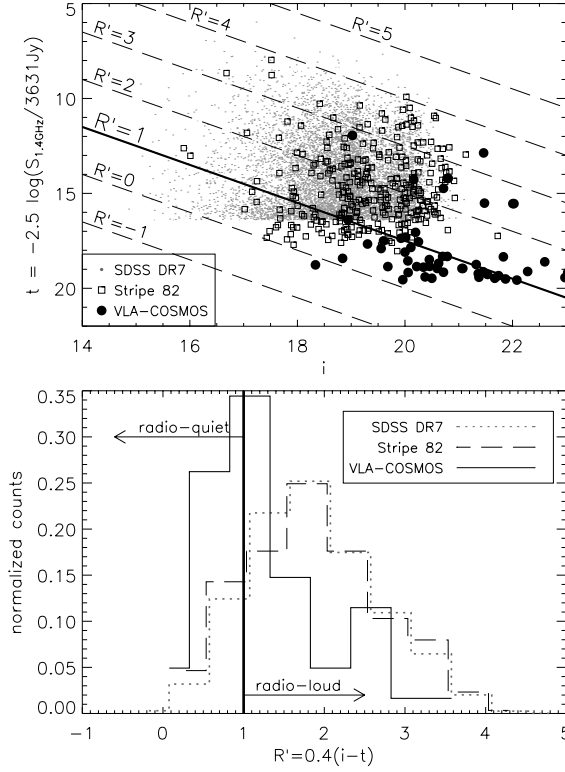 t = -2.5 log(S1.4GHz/3631Jy)
5
10
15
20
R'=5
R'=4
R'=3
R'=2
R'=1
R'=0
R'=-1
SDSS DR7
Stripe 82
VLA-COSMOS
14 16 18 20 22
i
normalized counts
0.35
0.30
0.25
0.20
0.15
0.10
0.05
0.00
radio-quiet
SDSS DR7
Stripe 82
VLA-COSMOS
radio-loud
-1 0 1 2 3 4 5
R'=0.4(i-t)